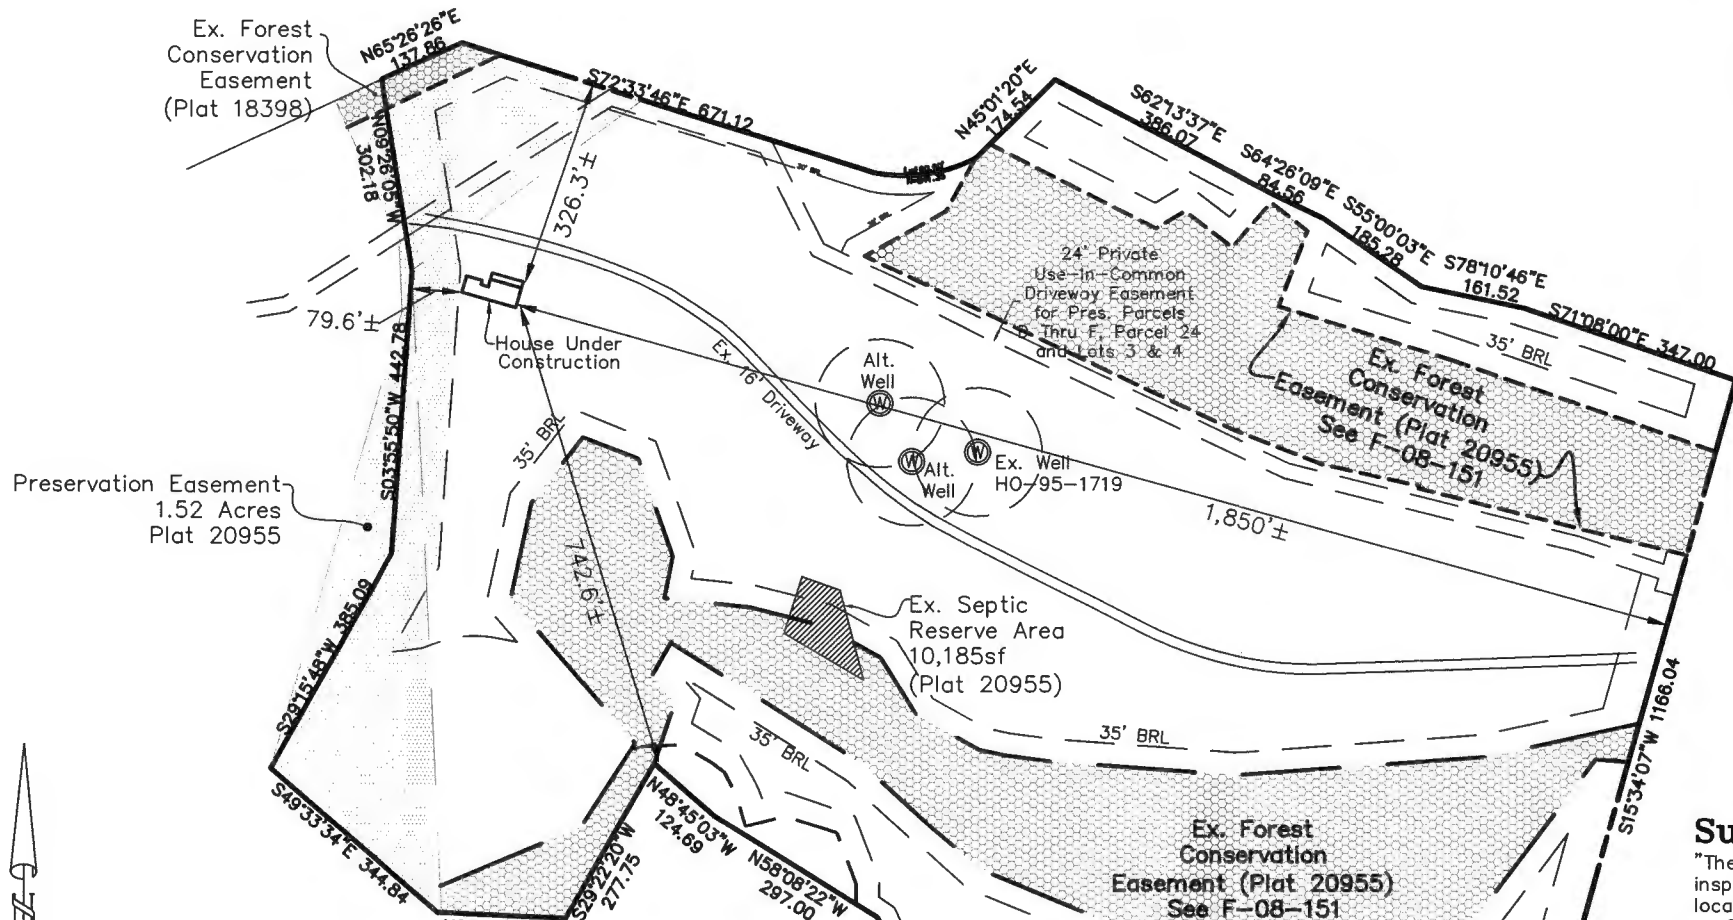 Ex. Forest
Conservation
Easement
(Plat 18398)
N65°26'26"E
137.86
N09°26'05"W
302.18
S72°33'46"E 671.12
326.3'±
N45°01'20"E
174.54
S62°13'37"E
386.07
S64°26'09"E
84.56
S55°00'03"E
185.28
S78°10'46"E
161.52
S71°08'00"E 347.00
35' BRL
24' Private
Use-In-Common
Driveway Easement
for Pres. Parcels
Thru F, Parcel 24
and Lots 3 & 4
Ex. Forest
Conservation
Easement (Plat 20955)
See F-08-151
79.6'±
House Under
Construction
Ex. 16' Driveway
Alt.
Well
W
W
Alt.
Well
W
Ex. Well
HO-95-1719
1,850'±
S03°55'50"W 442.78
35' BRL
Preservation Easement
1.52 Acres
Plat 20955
742.6'±
Ex. Septic
Reserve Area
10,185sf
(Plat 20955)
S29°15'48"W 385.09
35' BRL
35' BRL
S15°34'07"W 1166.04
S49°33'34"E 344.84
S29°22'20"W
277.75
N48°45'03"W
124.69
N58°08'22"W
297.00
Ex. Forest
Conservation
Easement (Plat 20955)
See F-08-151
N
Su
"The
insp
loca